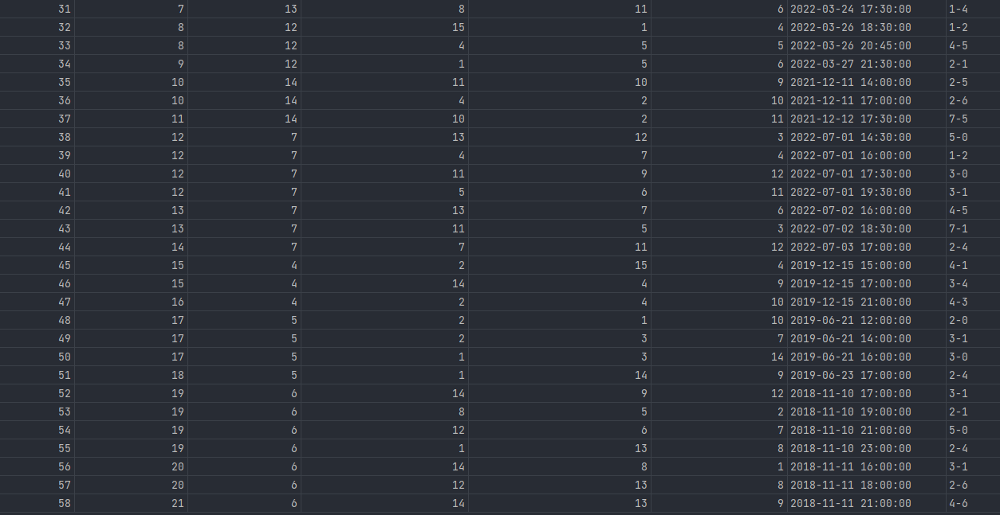 31 7 13 8 11 6 2022-03-24 17:30:00 1-4
32 8 12 15 1 4 2022-03-26 18:30:00 1-2
33 8 12 4 5 5 2022-03-26 20:45:00 4-5
34 9 12 1 5 6 2022-03-27 21:30:00 2-1
35 10 14 11 10 9 2021-12-11 14:00:00 2-5
36 10 14 4 2 10 2021-12-11 17:00:00 2-6
37 11 14 10 2 11 2021-12-12 17:30:00 7-5
38 12 7 13 12 3 2022-07-01 14:30:00 5-0
39 12 7 4 7 4 2022-07-01 16:00:00 1-2
40 12 7 11 9 12 2022-07-01 17:30:00 3-0
41 12 7 5 6 11 2022-07-01 19:30:00 3-1
42 13 7 13 7 6 2022-07-02 16:00:00 4-5
43 13 7 11 5 3 2022-07-02 18:30:00 7-1
44 14 7 7 11 12 2022-07-03 17:00:00 2-4
45 15 4 2 15 4 2019-12-15 15:00:00 4-1
46 15 4 14 4 9 2019-12-15 17:00:00 3-4
47 16 4 2 4 10 2019-12-15 21:00:00 4-3
48 17 5 2 1 10 2019-06-21 12:00:00 2-0
49 17 5 2 3 7 2019-06-21 14:00:00 3-1
50 17 5 1 3 14 2019-06-21 16:00:00 3-0
51 18 5 1 14 9 2019-06-23 17:00:00 2-4
52 19 6 14 9 12 2018-11-10 17:00:00 3-1
53 19 6 8 5 2 2018-11-10 19:00:00 2-1
54 19 6 12 6 7 2018-11-10 21:00:00 5-0
55 19 6 1 13 8 2018-11-10 23:00:00 2-4
56 20 6 14 8 1 2018-11-11 16:00:00 3-1
57 20 6 12 13 8 2018-11-11 18:00:00 2-6
58 21 6 14 13 9 2018-11-11 21:00:00 4-6